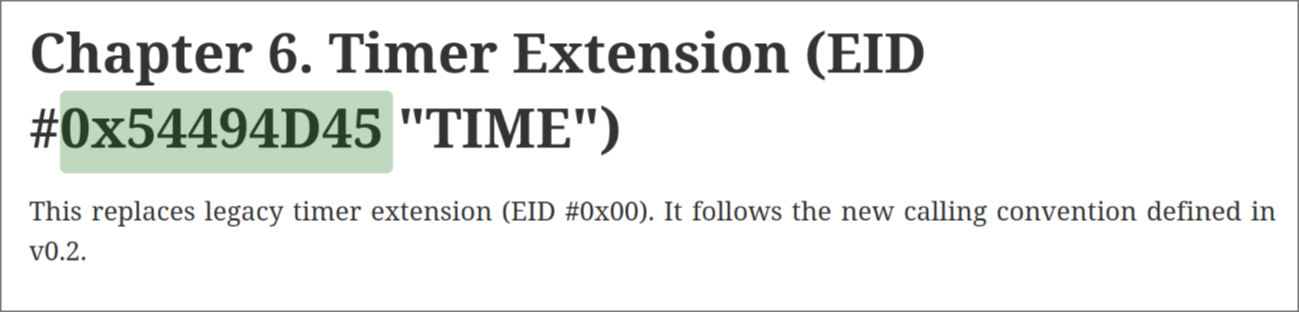 Chapter 6. Timer Extension (EID
#0x54494D45 "TIME")
This replaces legacy timer extension (EID #0x00). It follows the new calling convention defined in
v0.2.